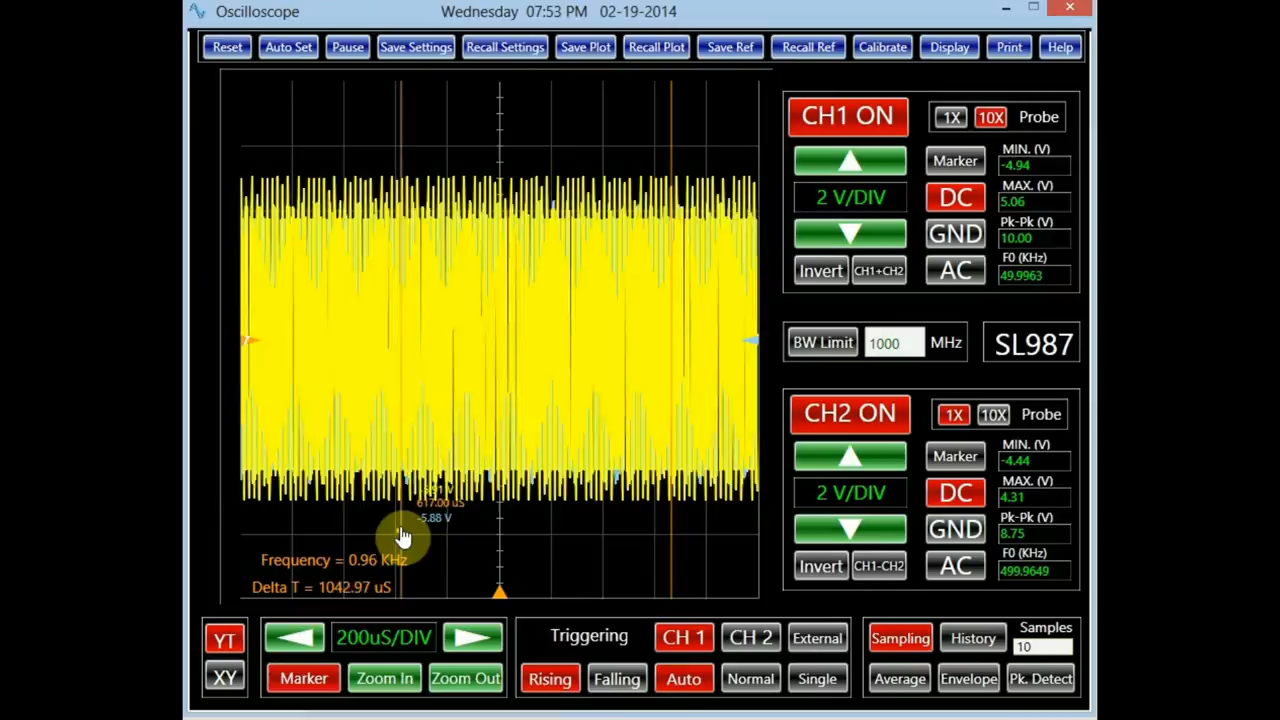 Oscilloscope
Wednesday 07:53 PM 02-19-2014
Reset
Auto Set
Pause
Save Settings
Recall Settings
Save Plot
Recall Plot
Save Ref
Recall Ref
Calibrate
Display
Print
Help
CH1 ON
1X
10X
Probe
Marker
2 V/DIV
DC
GND
Invert
CH1+CH2
AC
MIN. (V)
-4.94
MAX. (V)
5.06
Pk-Pk (V)
10.00
F0 (KHz)
49.9963
BW Limit
1000
MHz
SL987
CH2 ON
1X
10X
Probe
Marker
2 V/DIV
DC
GND
Invert
CH1-CH2
AC
MIN. (V)
-4.44
MAX. (V)
4.31
Pk-Pk (V)
8.75
F0 (KHz)
499.9649
617.00 uS
-5.88 V
Frequency = 0.96 KHz
Delta T = 1042.97 uS
YT
XY
200uS/DIV
Marker
Zoom In
Zoom Out
Triggering
CH 1
CH 2
External
Rising
Falling
Auto
Normal
Single
Sampling
History
Samples
10
Average
Envelope
Pk. Detect